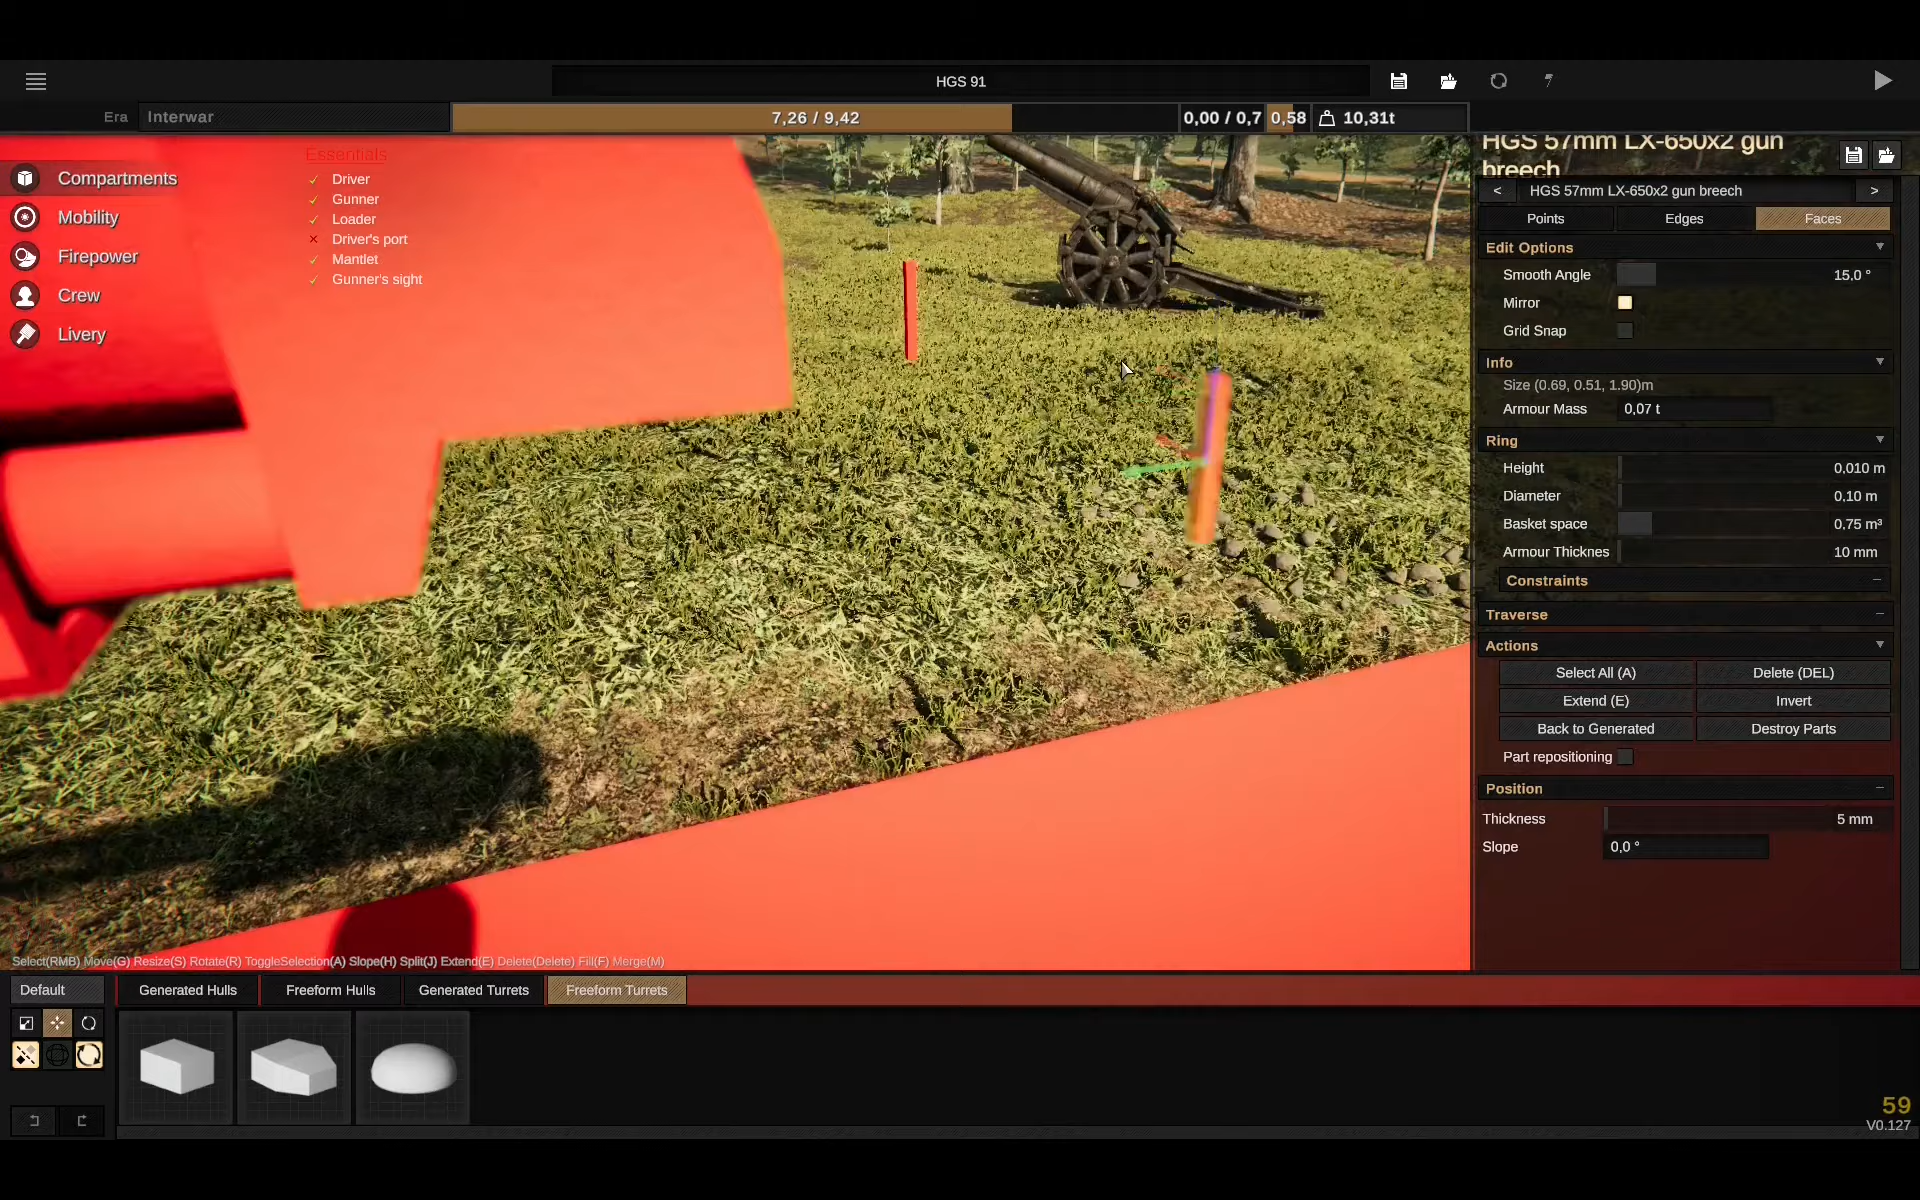 HGS 91
Era
Interwar
7,26 / 9,42
0,00 / 0,7
0,58
10,31t
Compartments
Mobility
Firepower
Crew
Livery
Essentials
Driver
Gunner
Loader
Driver's port
Mantlet
Gunner's sight
HGS 57mm LX-650x2 gun
breech
< HGS 57mm LX-650x2 gun breech >
Points Edges Faces
Edit Options
Smooth Angle 15,0 °
Mirror
Grid Snap
Info
Size (0.69, 0.51, 1.90)m
Armour Mass 0,07 t
Ring
Height 0,010 m
Diameter 0,10 m
Basket space 0,75 m³
Armour Thicknes 10 mm
Constraints
Traverse
Actions
Select All (A) Delete (DEL)
Extend (E) Invert
Back to Generated Destroy Parts
Part repositioning
Position
Thickness 5 mm
Slope 0,0 °
Select(RMB) Move(G) Resize(S) Rotate(R) ToggleSelection(A) Slope(H) Split(J) Extend(E) Delete(Delete) Fill(F) Merge(M)
Default Generated Hulls Freeform Hulls Generated Turrets Freeform Turrets
59
V0.127